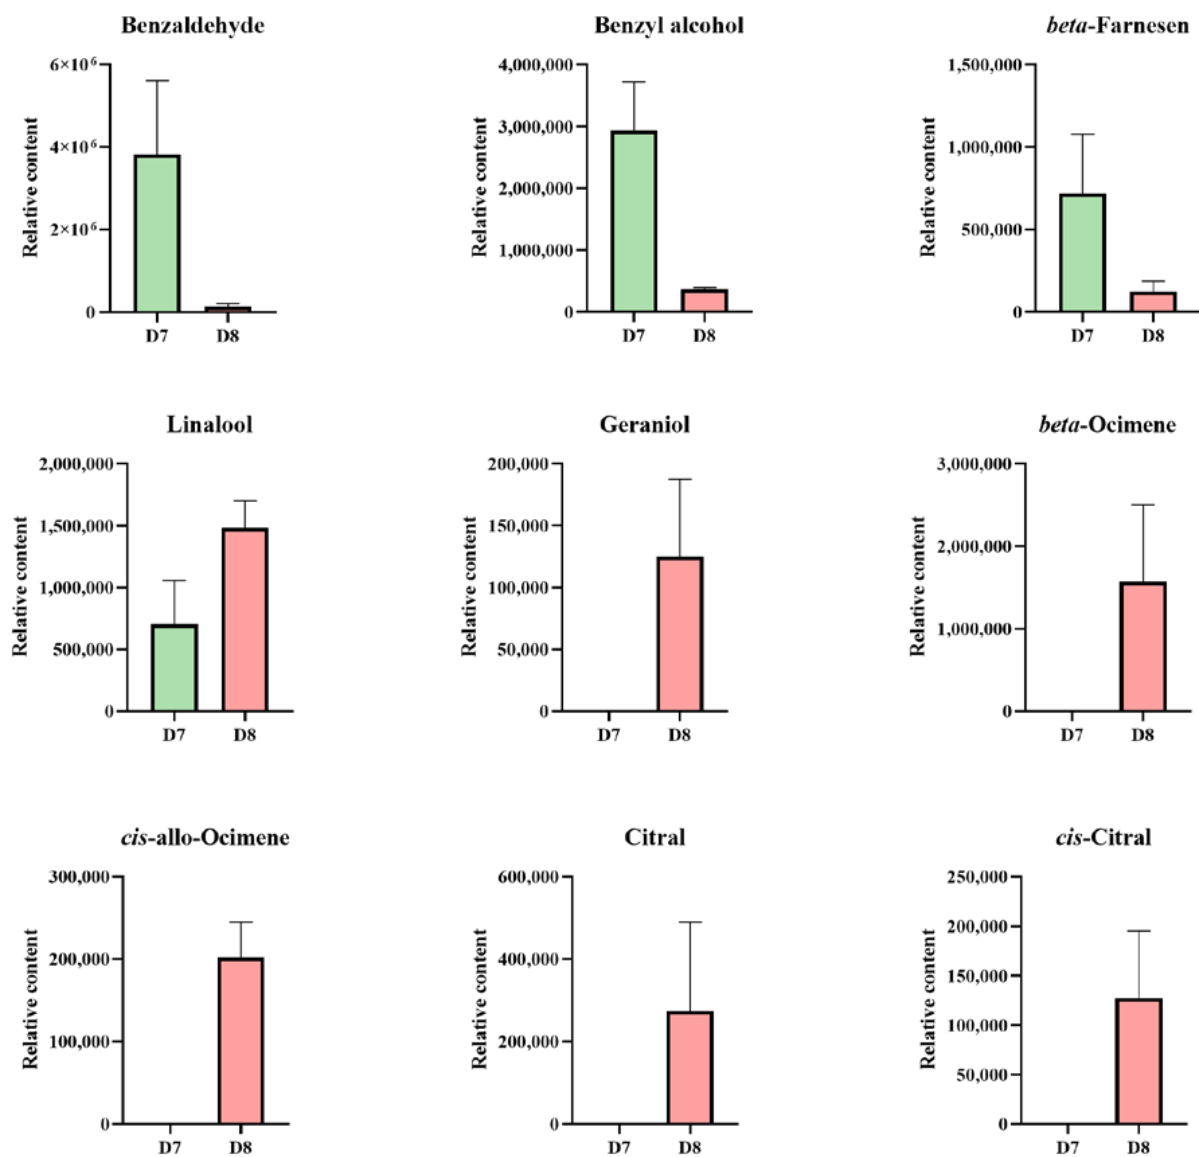 Benzaldehyde
6×10⁶
4×10⁶
2×10⁶
0
Relative content
D7 D8
Benzyl alcohol
4,000,000
3,000,000
2,000,000
1,000,000
0
Relative content
D7 D8
beta-Farnesen
1,500,000
1,000,000
500,000
0
Relative content
D7 D8
Linalool
2,000,000
1,500,000
1,000,000
500,000
0
Relative content
D7 D8
Geraniol
200,000
150,000
100,000
50,000
0
Relative content
D7 D8
beta-Ocimene
3,000,000
2,000,000
1,000,000
0
Relative content
D7 D8
cis-allo-Ocimene
300,000
200,000
100,000
0
Relative content
D7 D8
Citral
600,000
400,000
200,000
0
Relative content
D7 D8
cis-Citral
250,000
200,000
150,000
100,000
50,000
0
Relative content
D7 D8